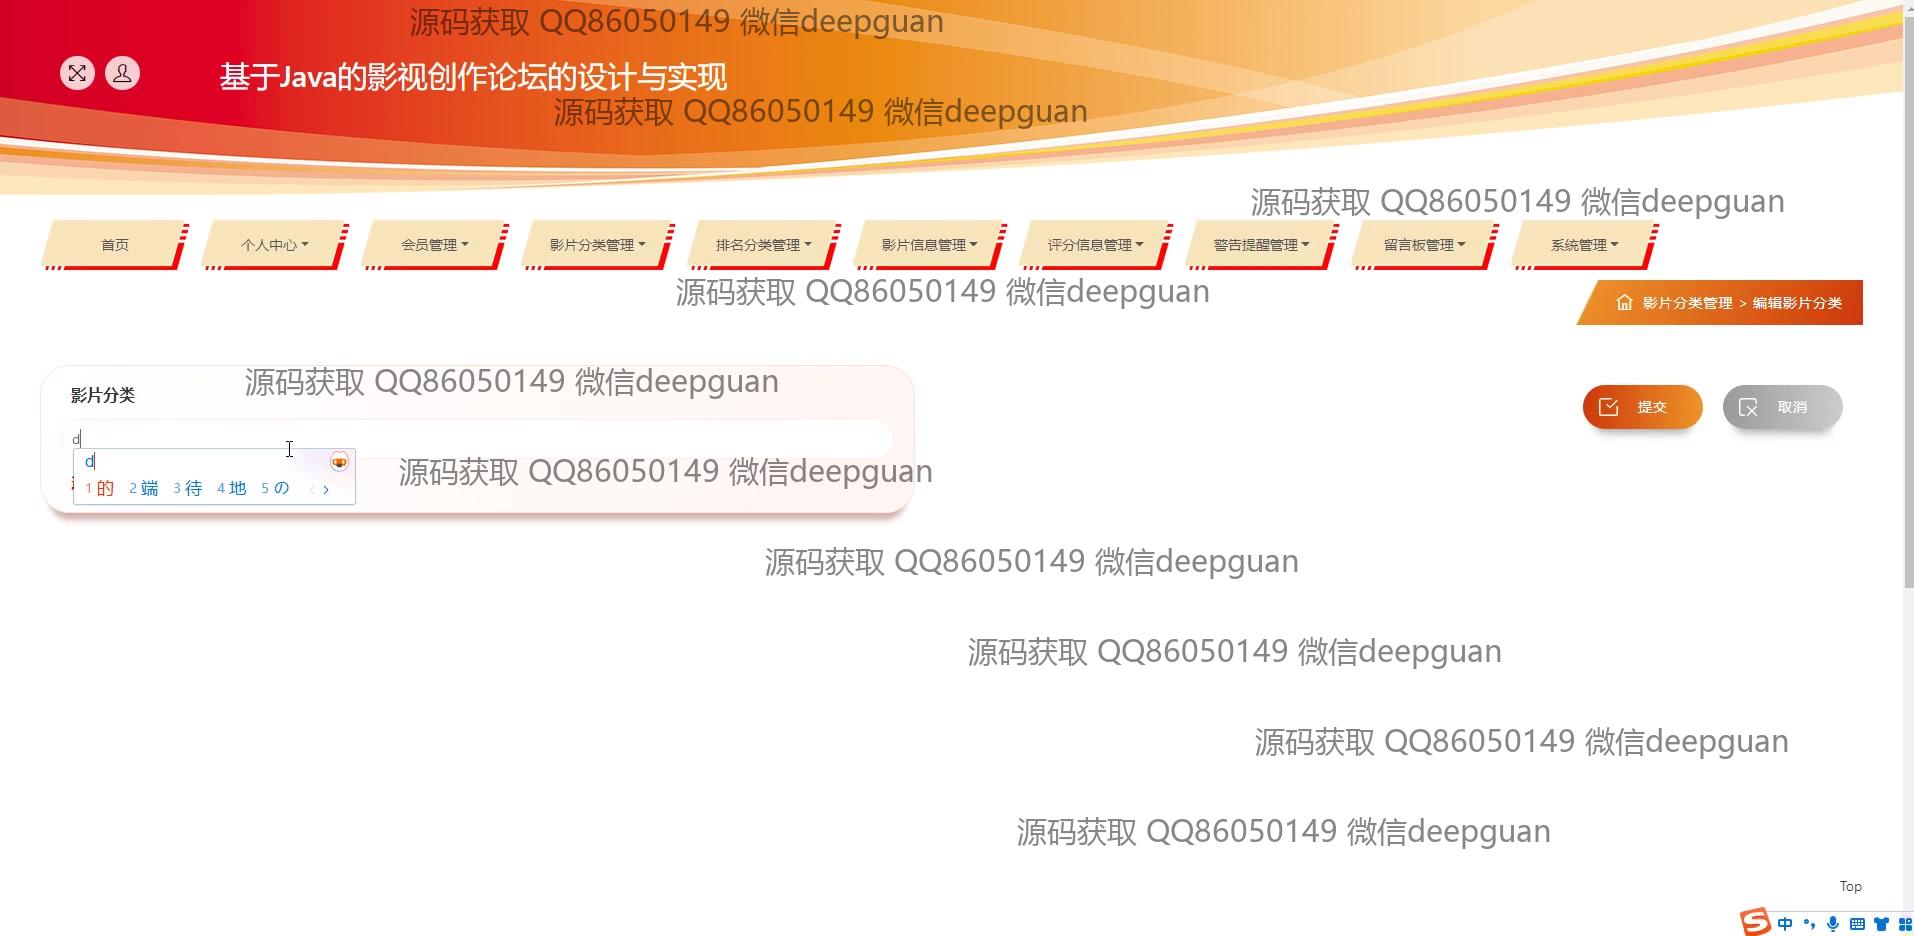 源码获取 QQ86050149 微信deepguan
基于Java的影视创作论坛的设计与实现
源码获取 QQ86050149 微信deepguan
源码获取 QQ86050149 微信deepguan
首页 个人中心 会员管理 影片分类管理 排名分类管理 影片信息管理 评分信息管理 警告提醒管理 留言板管理 系统管理
源码获取 QQ86050149 微信deepguan
影片分类管理 > 编辑影片分类
源码获取 QQ86050149 微信deepguan
影片分类
提交 取消
d
d
源码获取 QQ86050149 微信deepguan
1 的 2 端 3 待 4 地 5 の
源码获取 QQ86050149 微信deepguan
源码获取 QQ86050149 微信deepguan
源码获取 QQ86050149 微信deepguan
源码获取 QQ86050149 微信deepguan
Top
中